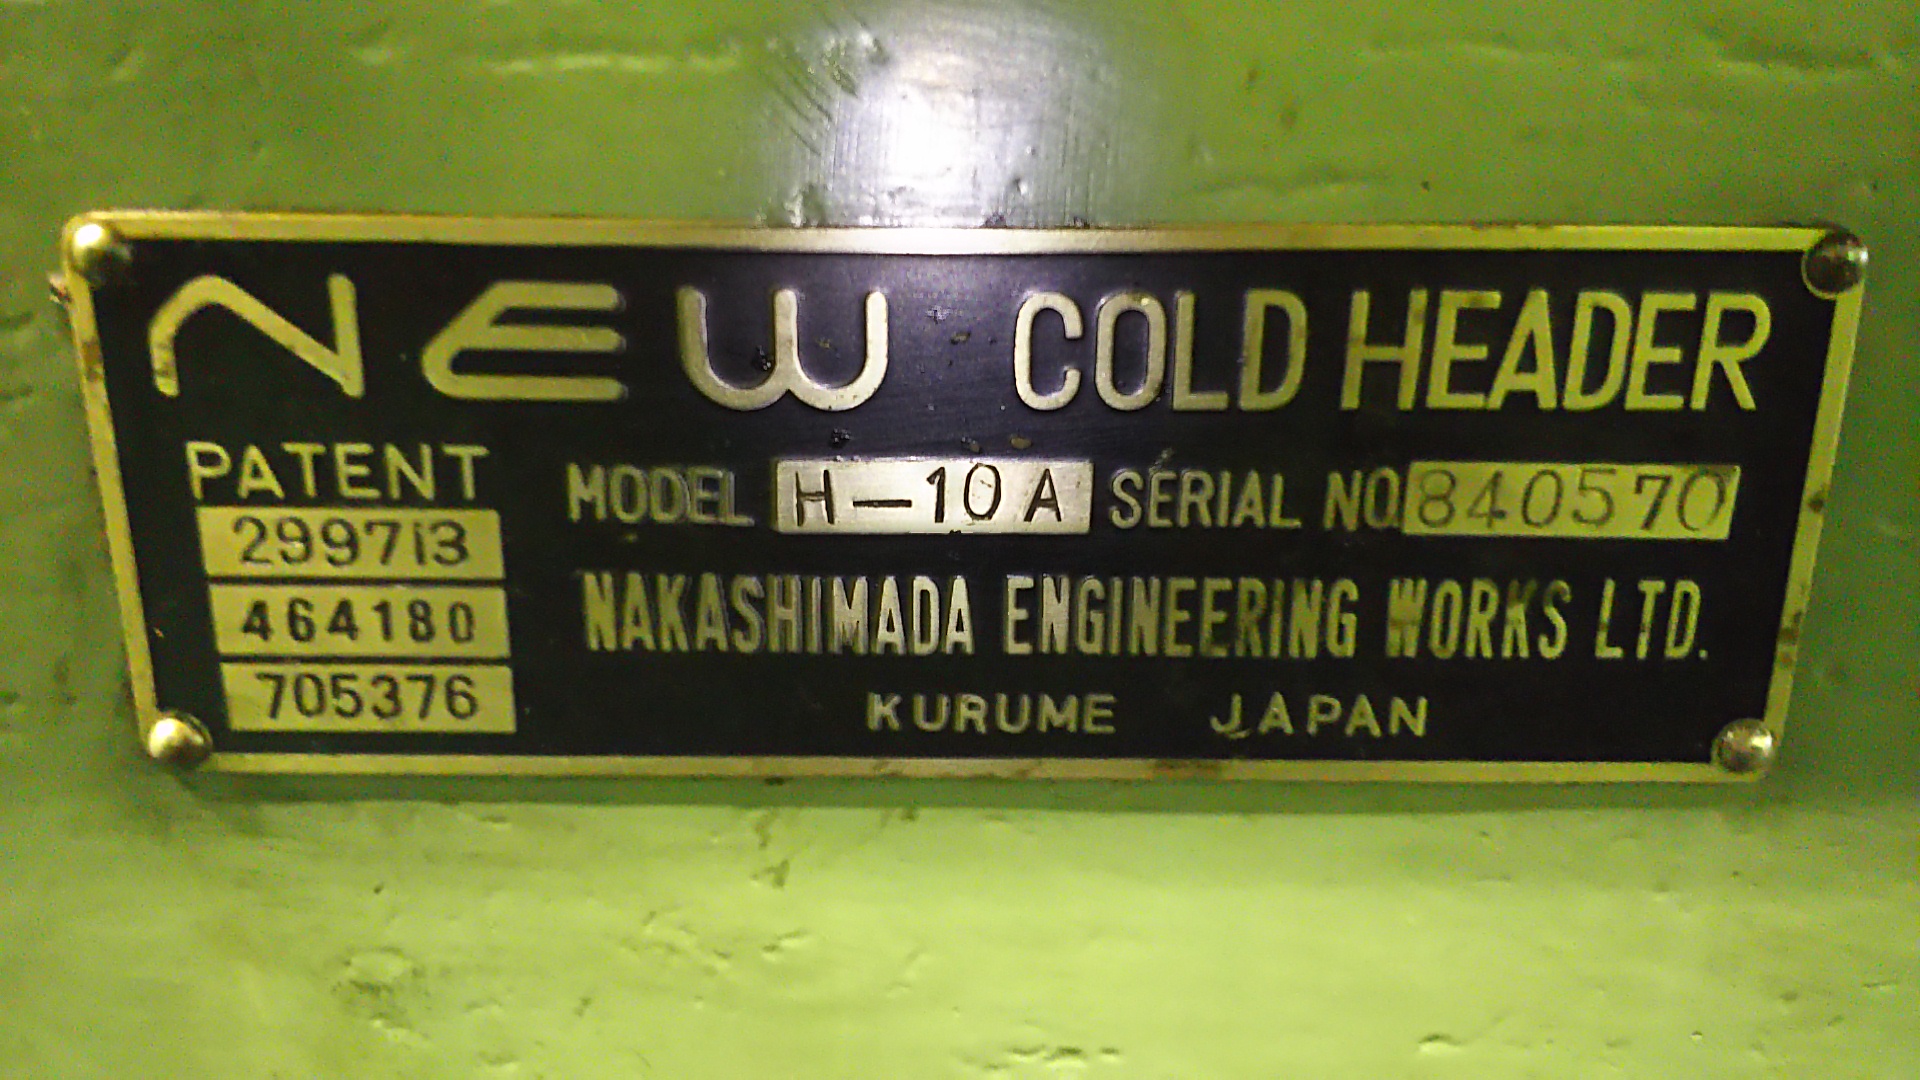 NEW COLD HEADER
PATENT
299713
464180
705376
MODEL H-10A SERIAL NO 840570
NAKASHIMADA ENGINEERING WORKS LTD.
KURUME JAPAN